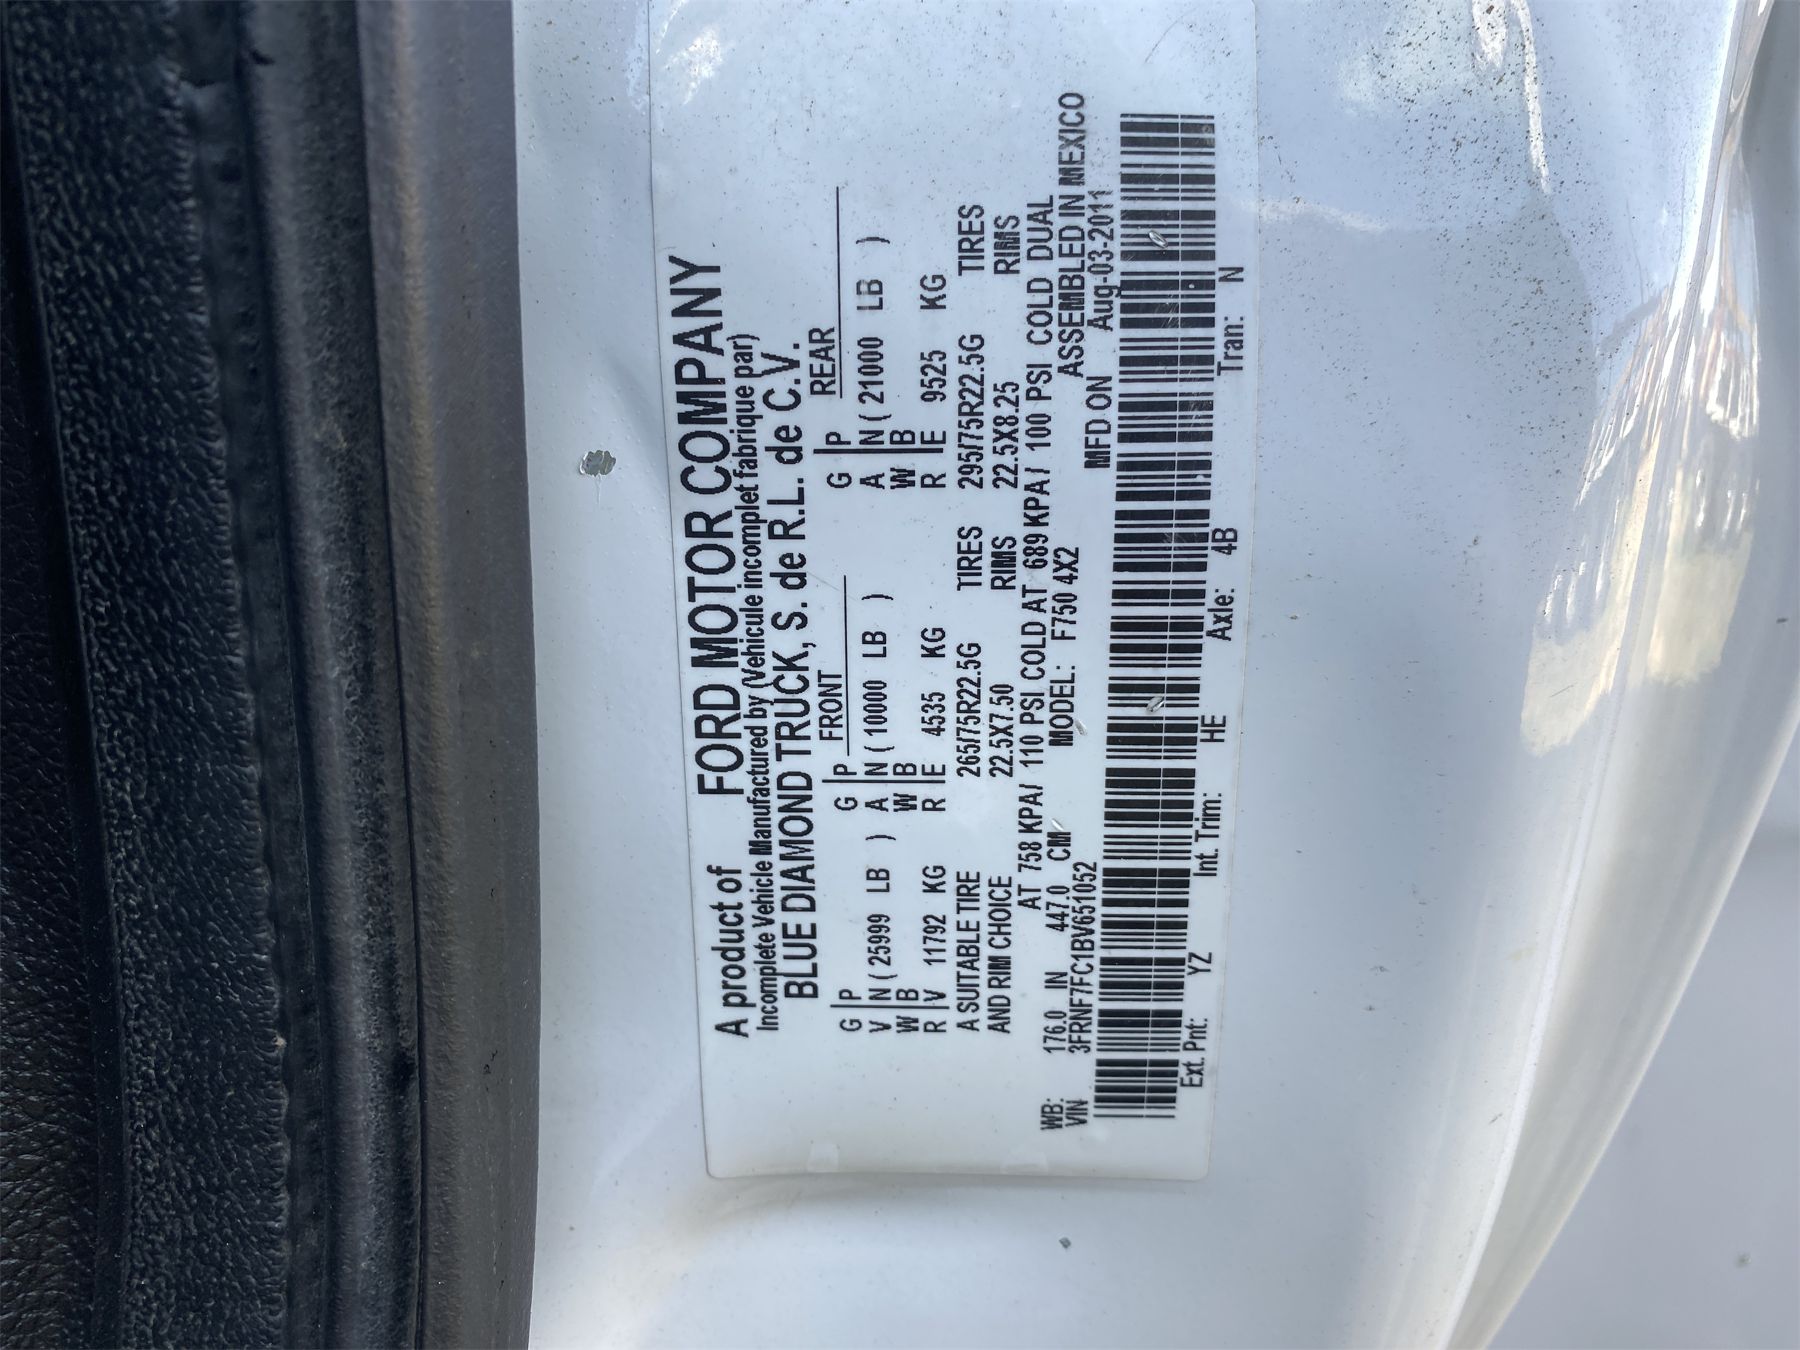 A product of FORD MOTOR COMPANY
Incomplete Vehicle Manufactured by (Vehicule incomplet fabrique par)
BLUE DIAMOND TRUCK, S. de R.L. de C.V.
FRONT REAR
G P G P G P
V N ( 25999 LB ) A N ( 10000 LB ) A N ( 21000 LB )
W B W B W B
R V 11792 KG R E 4535 KG R E 9525 KG
A SUITABLE TIRE 265/75R22.5G TIRES 295/75R22.5G TIRES
AND RIM CHOICE 22.5X7.50 RIMS 22.5X8.25 RIMS
AT 758 KPA/ 110 PSI COLD AT 689 KPA/ 100 PSI COLD DUAL
WB: 176.0 IN 447.0 CM MODEL: F750 4X2 ASSEMBLED IN MEXICO
VIN 3FRNF7FC1BV651052 MFD ON Aug-03-2011
Ext. Pnt: YZ Int. Trim: HE Axle: 4B Tran: N